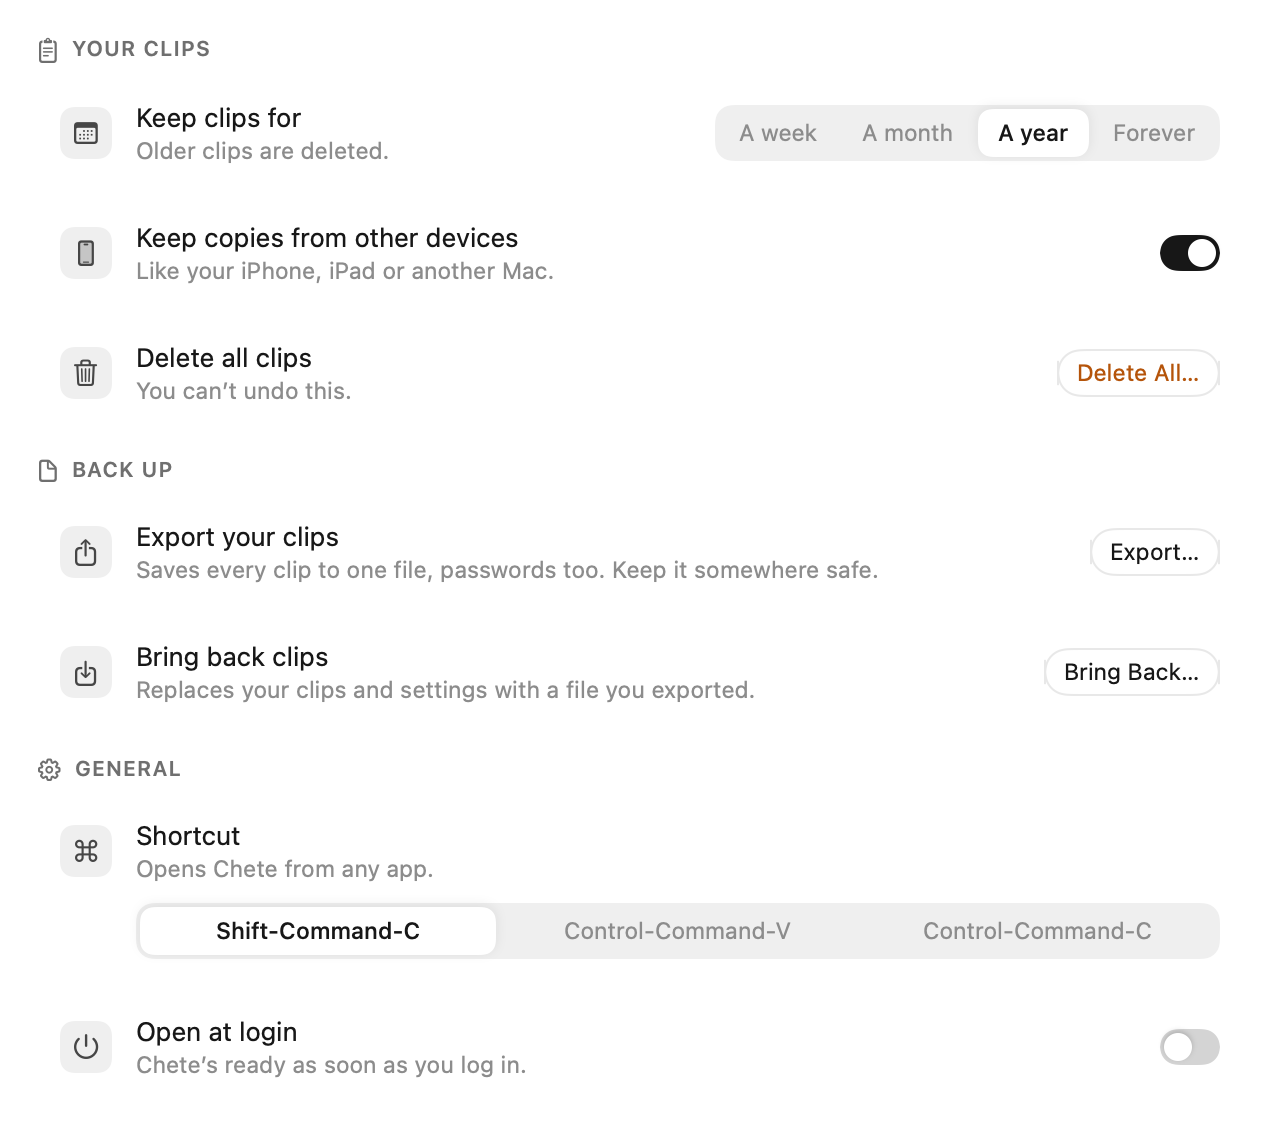 YOUR CLIPS
Keep clips for
Older clips are deleted.
A week A month A year Forever
Keep copies from other devices
Like your iPhone, iPad or another Mac.
Delete all clips
You can’t undo this.
Delete All...
BACK UP
Export your clips
Saves every clip to one file, passwords too. Keep it somewhere safe.
Export...
Bring back clips
Replaces your clips and settings with a file you exported.
Bring Back...
GENERAL
Shortcut
Opens Chete from any app.
Shift-Command-C Control-Command-V Control-Command-C
Open at login
Chete’s ready as soon as you log in.